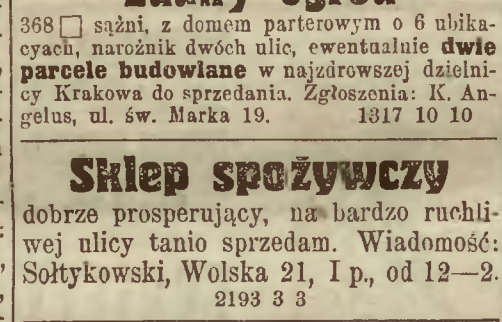 368 □ sążni, z domem parterowym o 6 ubika-
cyach, narożnik dwóch ulic, ewentualnie dwie
parcele budowlane w najzdrowszej dzielni-
cy Krakowa do sprzedania. Zgłoszenia: K. An-
gelus, ul. św. Marka 19. 1317 10 10
Sklep spożywczy
dobrze prosperujący, na bardzo ruchli-
wej ulicy tanio sprzedam. Wiadomość:
Sołtykowski, Wolska 21, I p., od 12—2.
2193 3 3